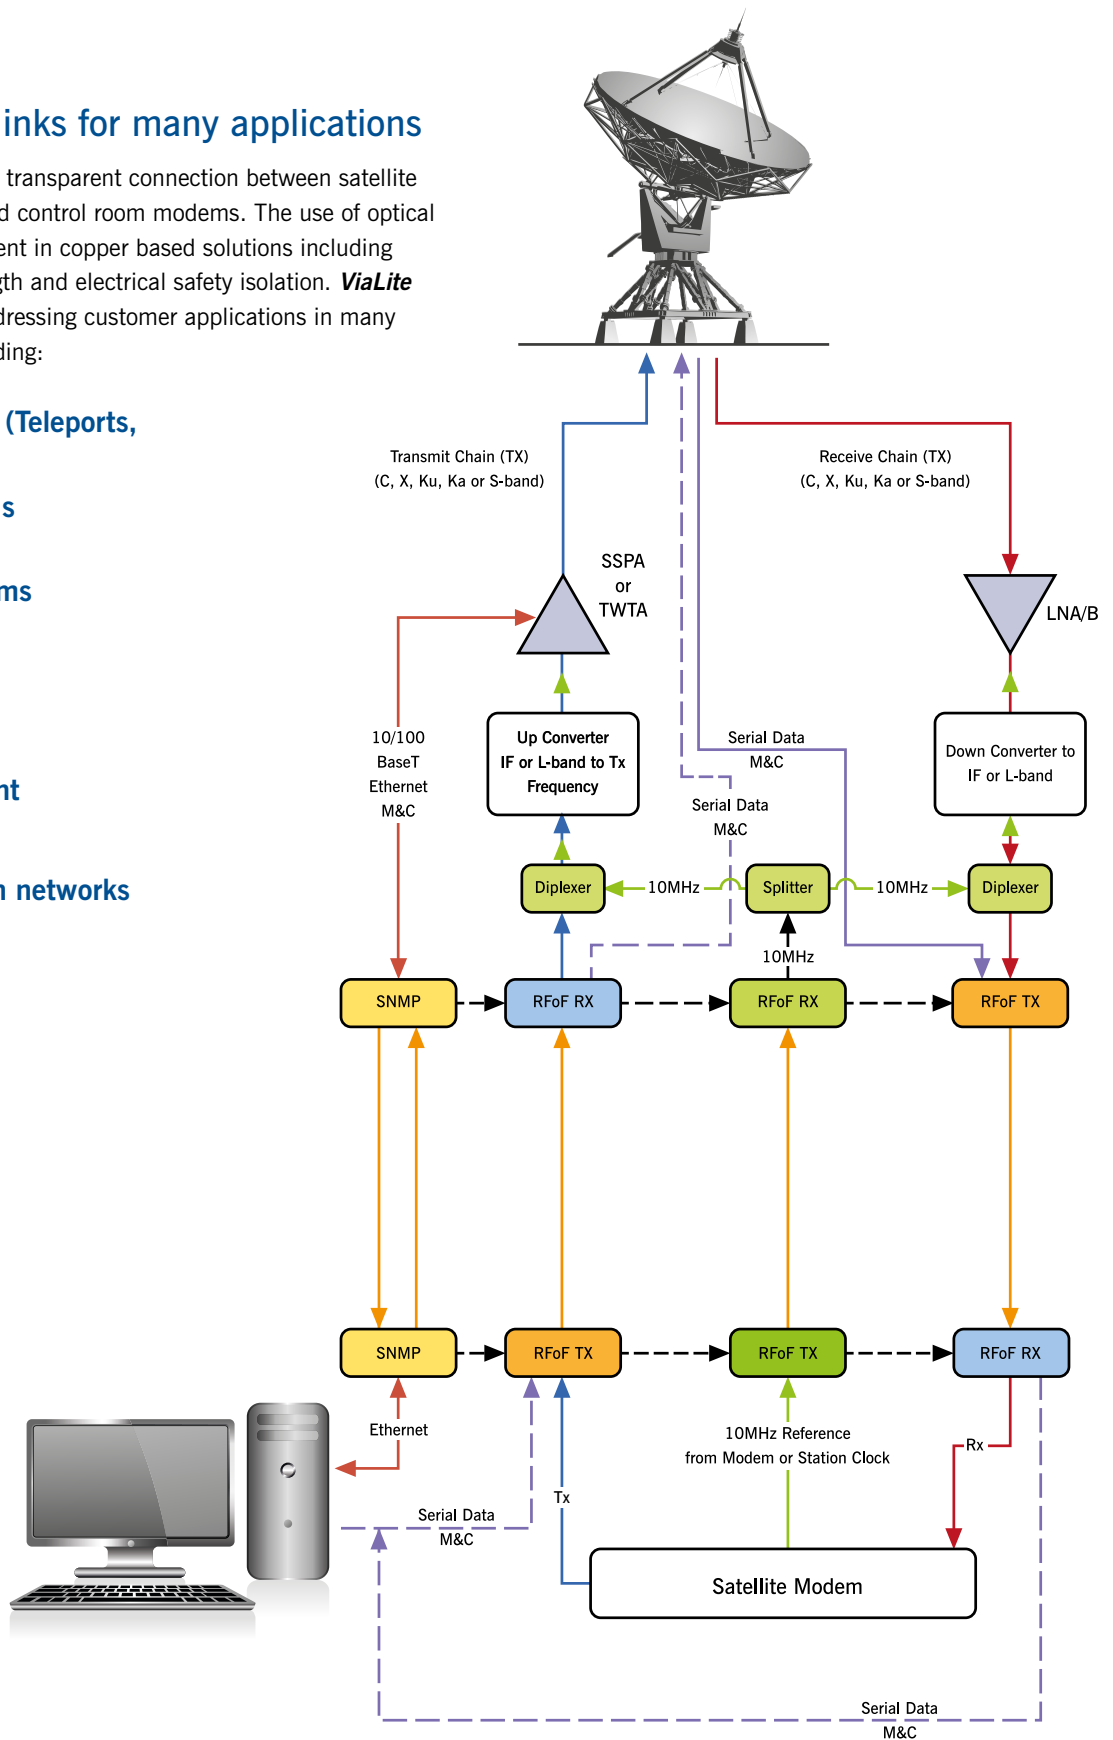 inks for many applications
transparent connection between satellite
d control room modems. The use of optical
ent in copper based solutions including
gth and electrical safety isolation. ViaLite
dressing customer applications in many
ding:
(Teleports,
s
ms
nt
n networks
Transmit Chain (TX)
(C, X, Ku, Ka or S-band)
Receive Chain (TX)
(C, X, Ku, Ka or S-band)
SSPA
or
TWTA
LNA/B
10/100
BaseT
Ethernet
M&C
Up Converter
IF or L-band to Tx
Frequency
Serial Data
M&C
Down Converter to
IF or L-band
Serial Data
M&C
Diplexer
10MHz
Splitter
10MHz
Diplexer
10MHz
SNMP
RFoF RX
RFoF RX
RFoF TX
SNMP
RFoF TX
RFoF TX
RFoF RX
Ethernet
10MHz Reference
from Modem or Station Clock
Rx
Tx
Serial Data
M&C
Satellite Modem
Serial Data
M&C